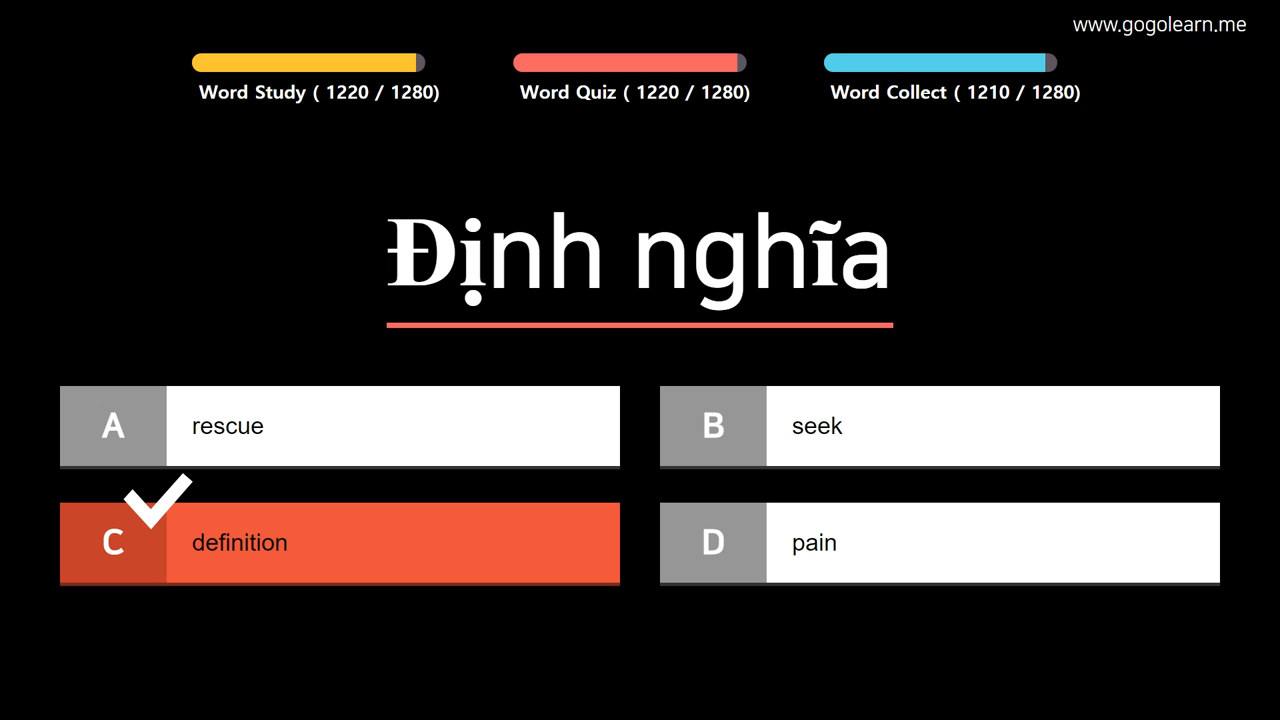 www.gogolearn.me
Word Study ( 1220 / 1280)
Word Quiz ( 1220 / 1280)
Word Collect ( 1210 / 1280)
Định nghĩa
A rescue
B seek
C definition
D pain